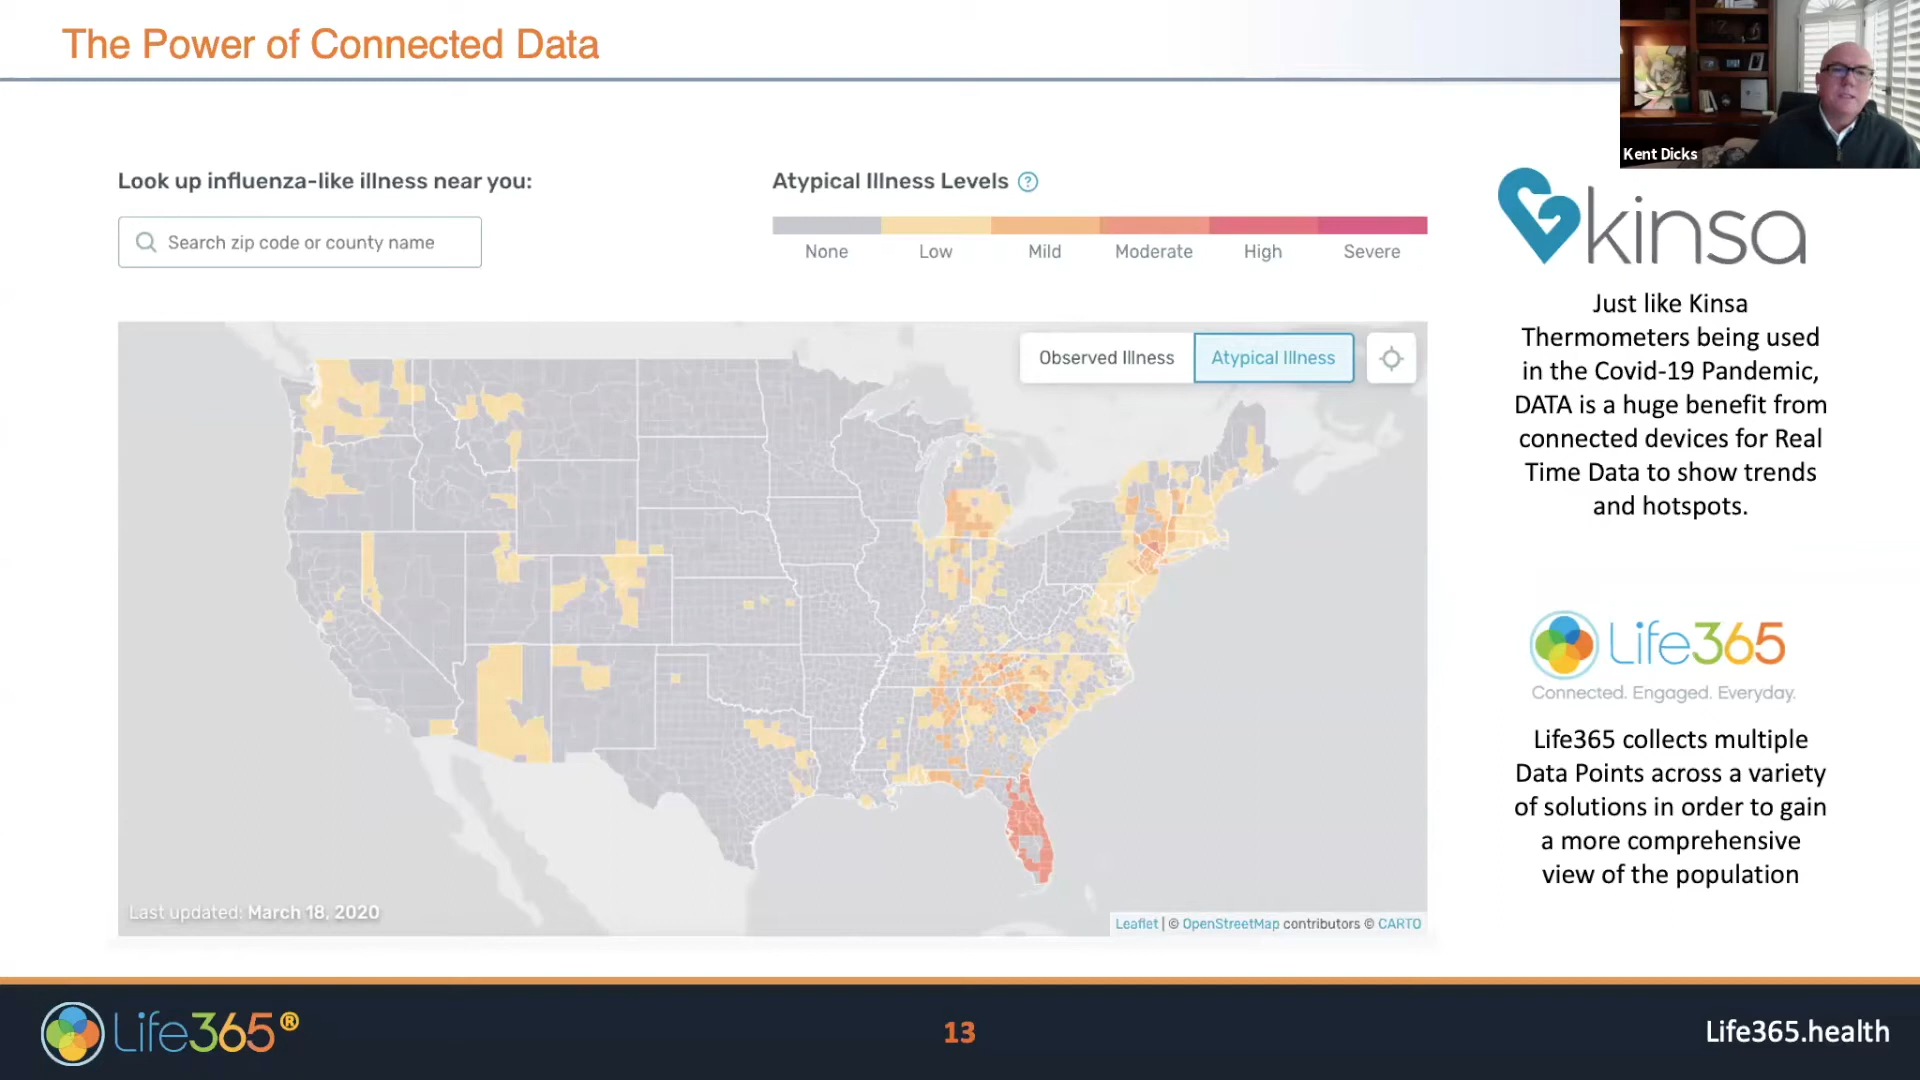 The Power of Connected Data
Kent Dicks
Look up influenza-like illness near you:
Search zip code or county name
Atypical Illness Levels ?
None Low Mild Moderate High Severe
Observed Illness Atypical Illness
Last updated: March 18, 2020
Leaflet | © OpenStreetMap contributors © CARTO
kinsa
Just like Kinsa
Thermometers being used
in the Covid-19 Pandemic,
DATA is a huge benefit from
connected devices for Real
Time Data to show trends
and hotspots.
Life365
Connected. Engaged. Everyday.
Life365 collects multiple
Data Points across a variety
of solutions in order to gain
a more comprehensive
view of the population
Life365®
13
Life365.health